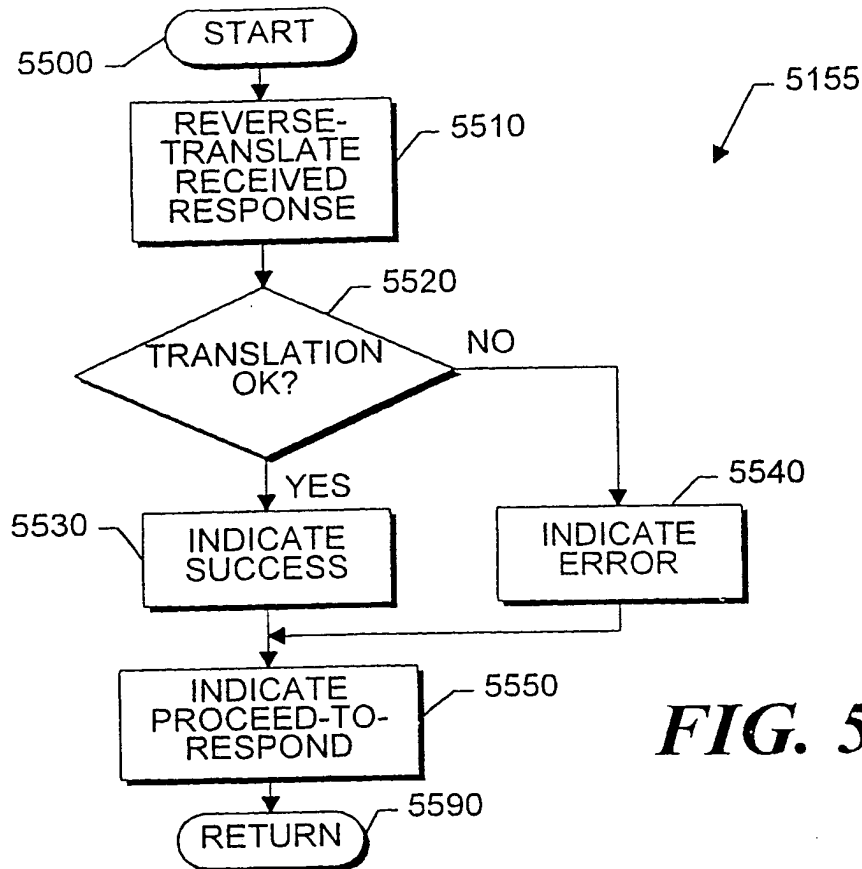 START
5500
5155
REVERSE-
TRANSLATE
RECEIVED
RESPONSE
5510
5520
TRANSLATION
OK?
NO
YES
5530
INDICATE
SUCCESS
5540
INDICATE
ERROR
INDICATE
PROCEED-TO-
RESPOND
5550
FIG. 5
RETURN
5590